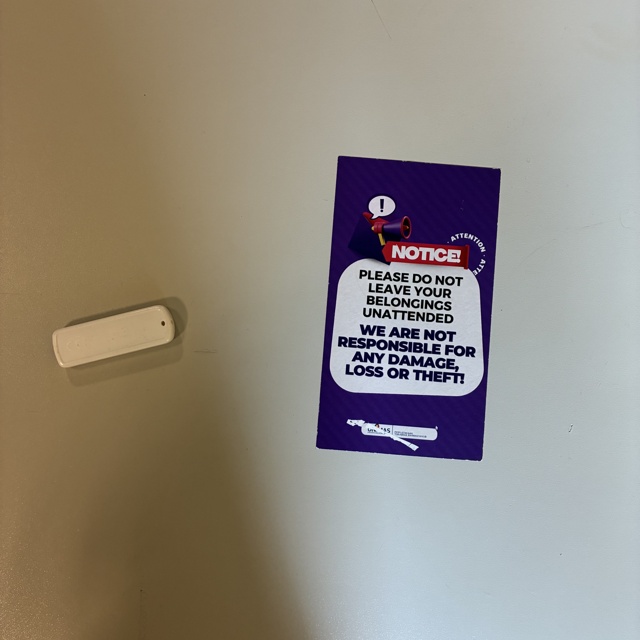 !
ATTENTION
NOTICE!
PLEASE DO NOT
LEAVE YOUR
BELONGINGS
UNATTENDED
WE ARE NOT
RESPONSIBLE FOR
ANY DAMAGE,
LOSS OR THEFT!